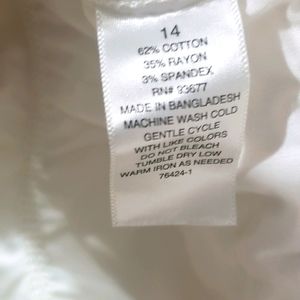 14
62% COTTON
35% RAYON
3% SPANDEX
RN# 93677
MADE IN BANGLADESH
MACHINE WASH COLD
GENTLE CYCLE
WITH LIKE COLORS
DO NOT BLEACH
TUMBLE DRY LOW
WARM IRON AS NEEDED
76424-1